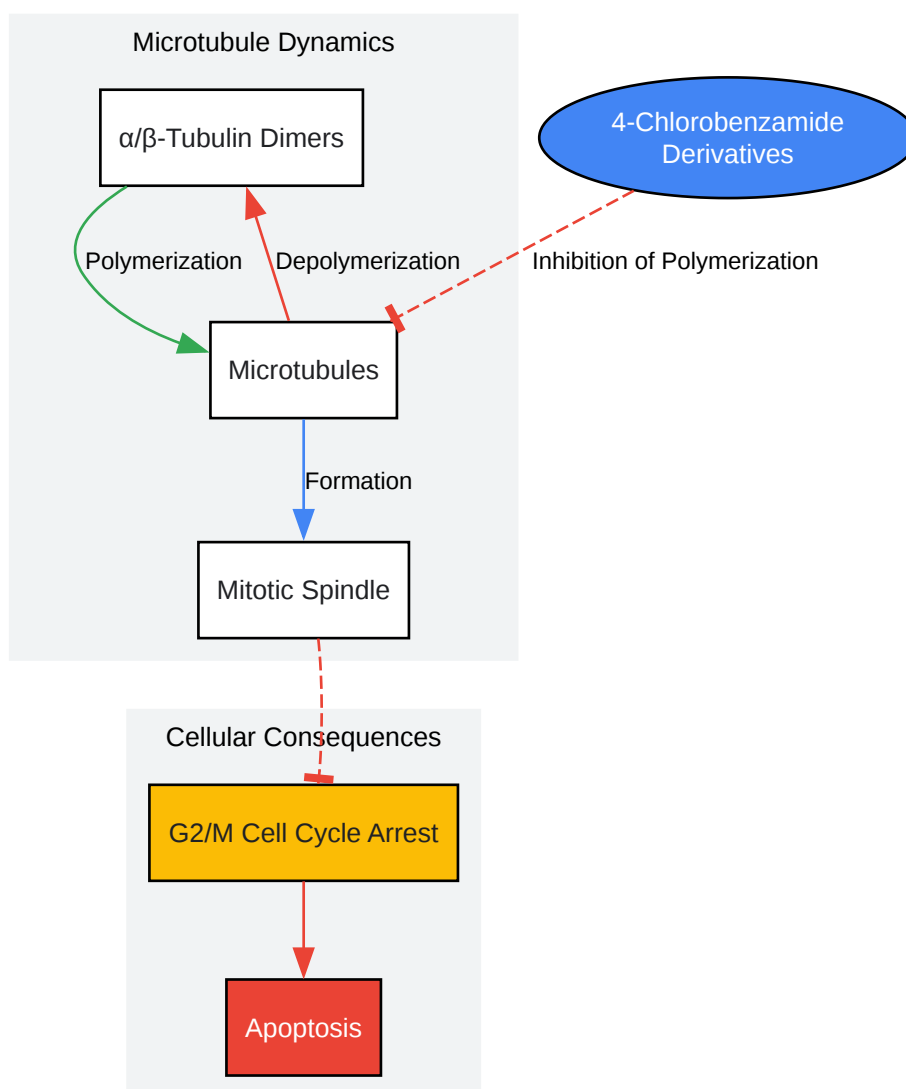 Microtubule Dynamics
α/β-Tubulin Dimers
4-Chlorobenzamide
Derivatives
Polymerization
Depolymerization
Inhibition of Polymerization
Microtubules
Formation
Mitotic Spindle
Cellular Consequences
G2/M Cell Cycle Arrest
Apoptosis